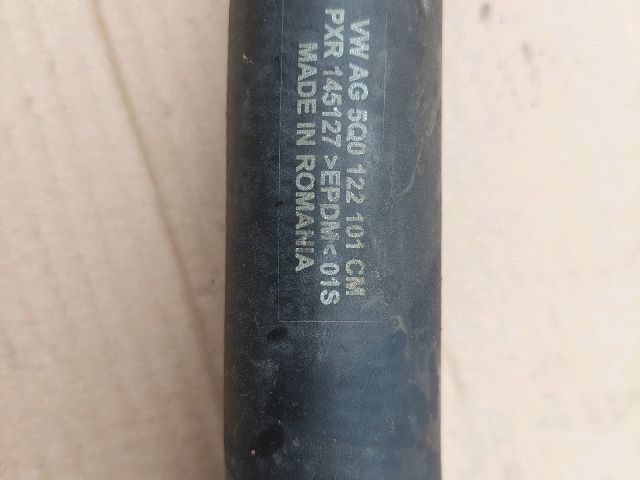 VW AG 5Q0 122 101 CM
PXR 145127 >EPDM< 01S
MADE IN ROMANIA